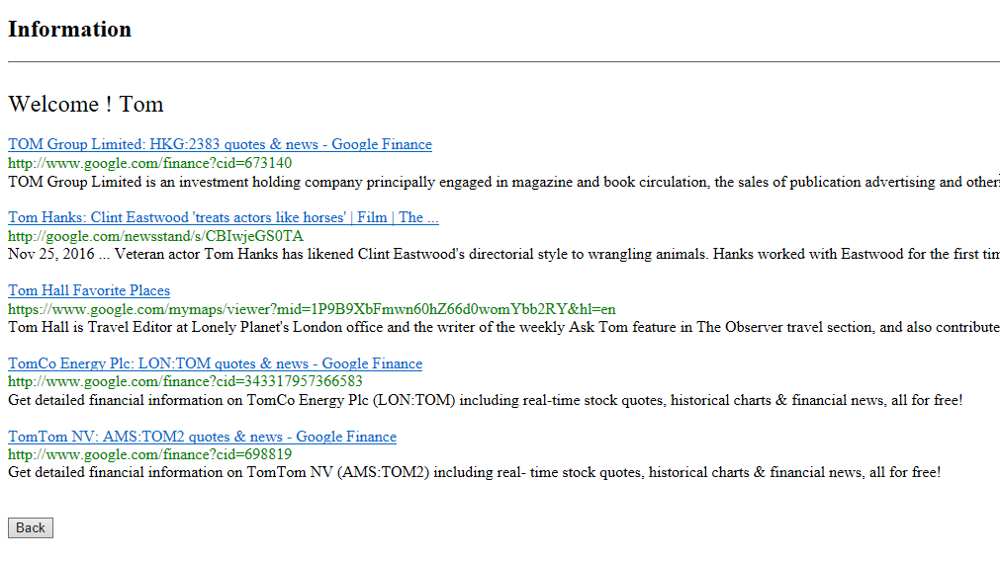 Information
Welcome ! Tom
TOM Group Limited: HKG:2383 quotes & news - Google Finance
http://www.google.com/finance?cid=673140
TOM Group Limited is an investment holding company principally engaged in magazine and book circulation, the sales of publication advertising and other
Tom Hanks: Clint Eastwood 'treats actors like horses' | Film | The ...
http://google.com/newsstand/s/CBIwjeGS0TA
Nov 25, 2016 ... Veteran actor Tom Hanks has likened Clint Eastwood's directorial style to wrangling animals. Hanks worked with Eastwood for the first
Tom Hall Favorite Places
https://www.google.com/mymaps/viewer?mid=1P9B9XbFmwn60hZ66d0womYbb2RY&hl=en
Tom Hall is Travel Editor at Lonely Planet's London office and the writer of the weekly Ask Tom feature in The Observer travel section, and also contribute
TomCo Energy Plc: LON:TOM quotes & news - Google Finance
http://www.google.com/finance?cid=343317957366583
Get detailed financial information on TomCo Energy Plc (LON:TOM) including real-time stock quotes, historical charts & financial news, all for free!
TomTom NV: AMS:TOM2 quotes & news - Google Finance
http://www.google.com/finance?cid=698819
Get detailed financial information on TomTom NV (AMS:TOM2) including real- time stock quotes, historical charts & financial news, all for free!
Back